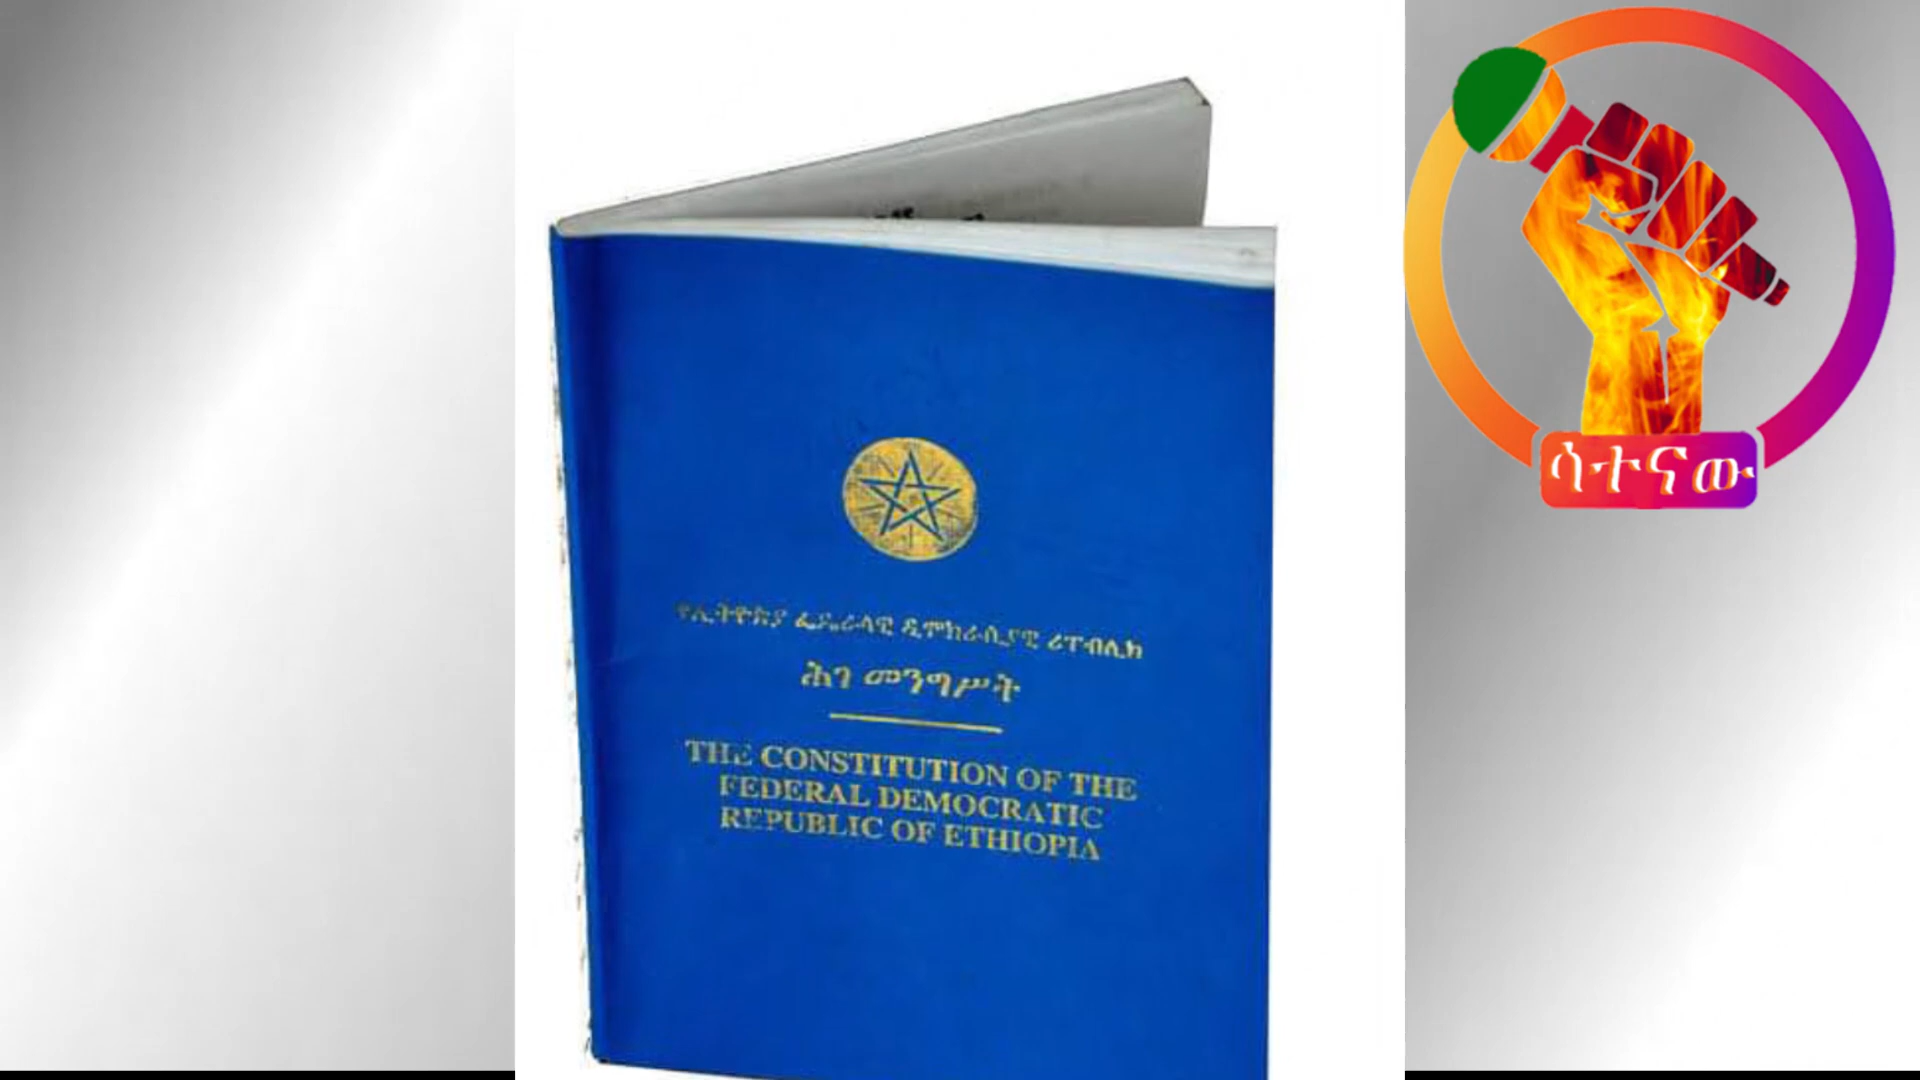 የኢትዮጵያ ፌዴራላዊ ዲሞክራሲያዊ ሪፐብሊክ
ሕገ መንግሥት
THE CONSTITUTION OF THE
FEDERAL DEMOCRATIC
REPUBLIC OF ETHIOPIA
ሳተናው